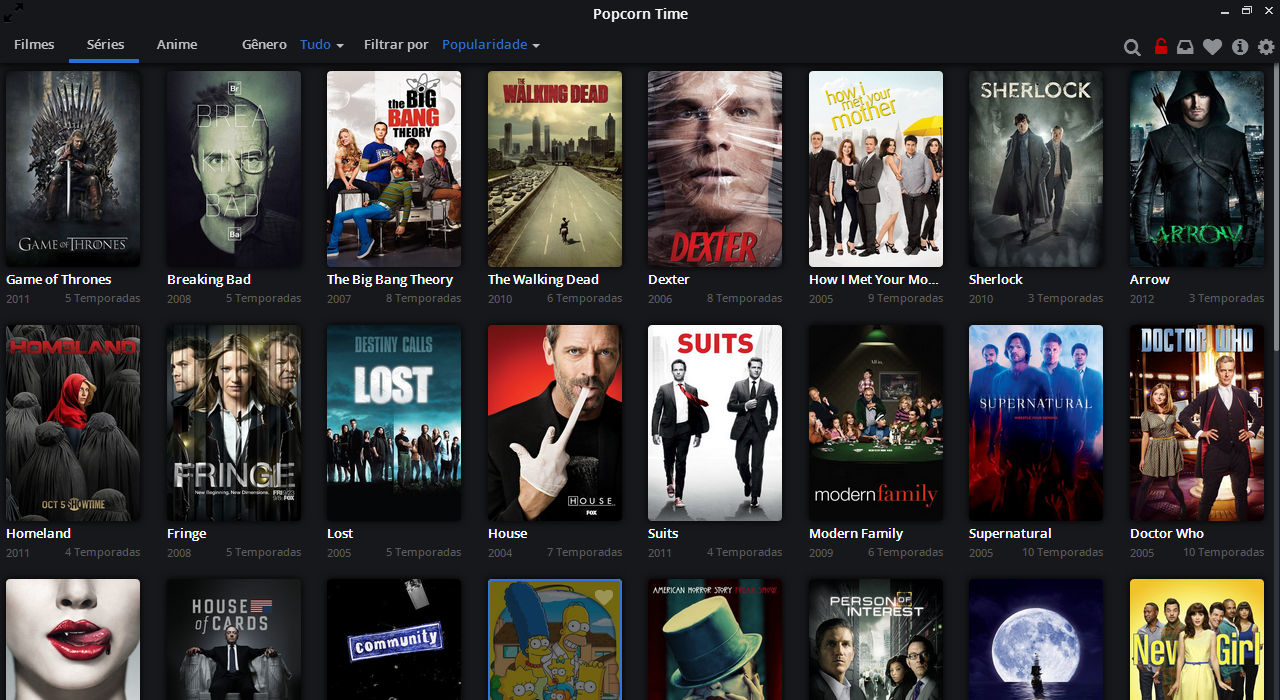 Popcorn Time
Filmes Séries Anime Gênero Tudo Filtrar por Popularidade
Br
BREA
KING
BAD
Ba
GAME OF THRONES
the BIG
BANG
THEORY
THE
WALKING DEAD
DEXTER
how i
met your
mother
SHERLOCK
ARROW
Game of Thrones
2011 5 Temporadas
Breaking Bad
2008 5 Temporadas
The Big Bang Theory
2007 8 Temporadas
The Walking Dead
2010 6 Temporadas
Dexter
2006 8 Temporadas
How I Met Your Mo...
2005 9 Temporadas
Sherlock
2010 3 Temporadas
Arrow
2012 3 Temporadas
HOMELAND
OCT 5 SHOWTIME
FRINGE
New Beginning. New Dimensions.
FOX
DESTINY CALLS
LOST
HOUSE
FOX
SUITS
modern family
SUPERNATURAL
DOCTOR WHO
Homeland
2011 4 Temporadas
Fringe
2008 5 Temporadas
Lost
2005 5 Temporadas
House
2004 7 Temporadas
Suits
2011 4 Temporadas
Modern Family
2009 6 Temporadas
Supernatural
2005 10 Temporadas
Doctor Who
2005 10 Temporadas
HOUSE
of CARDS
community
AMERICAN HORROR STORY FREAK SHOW
PERSON OF
INTEREST
New Girl